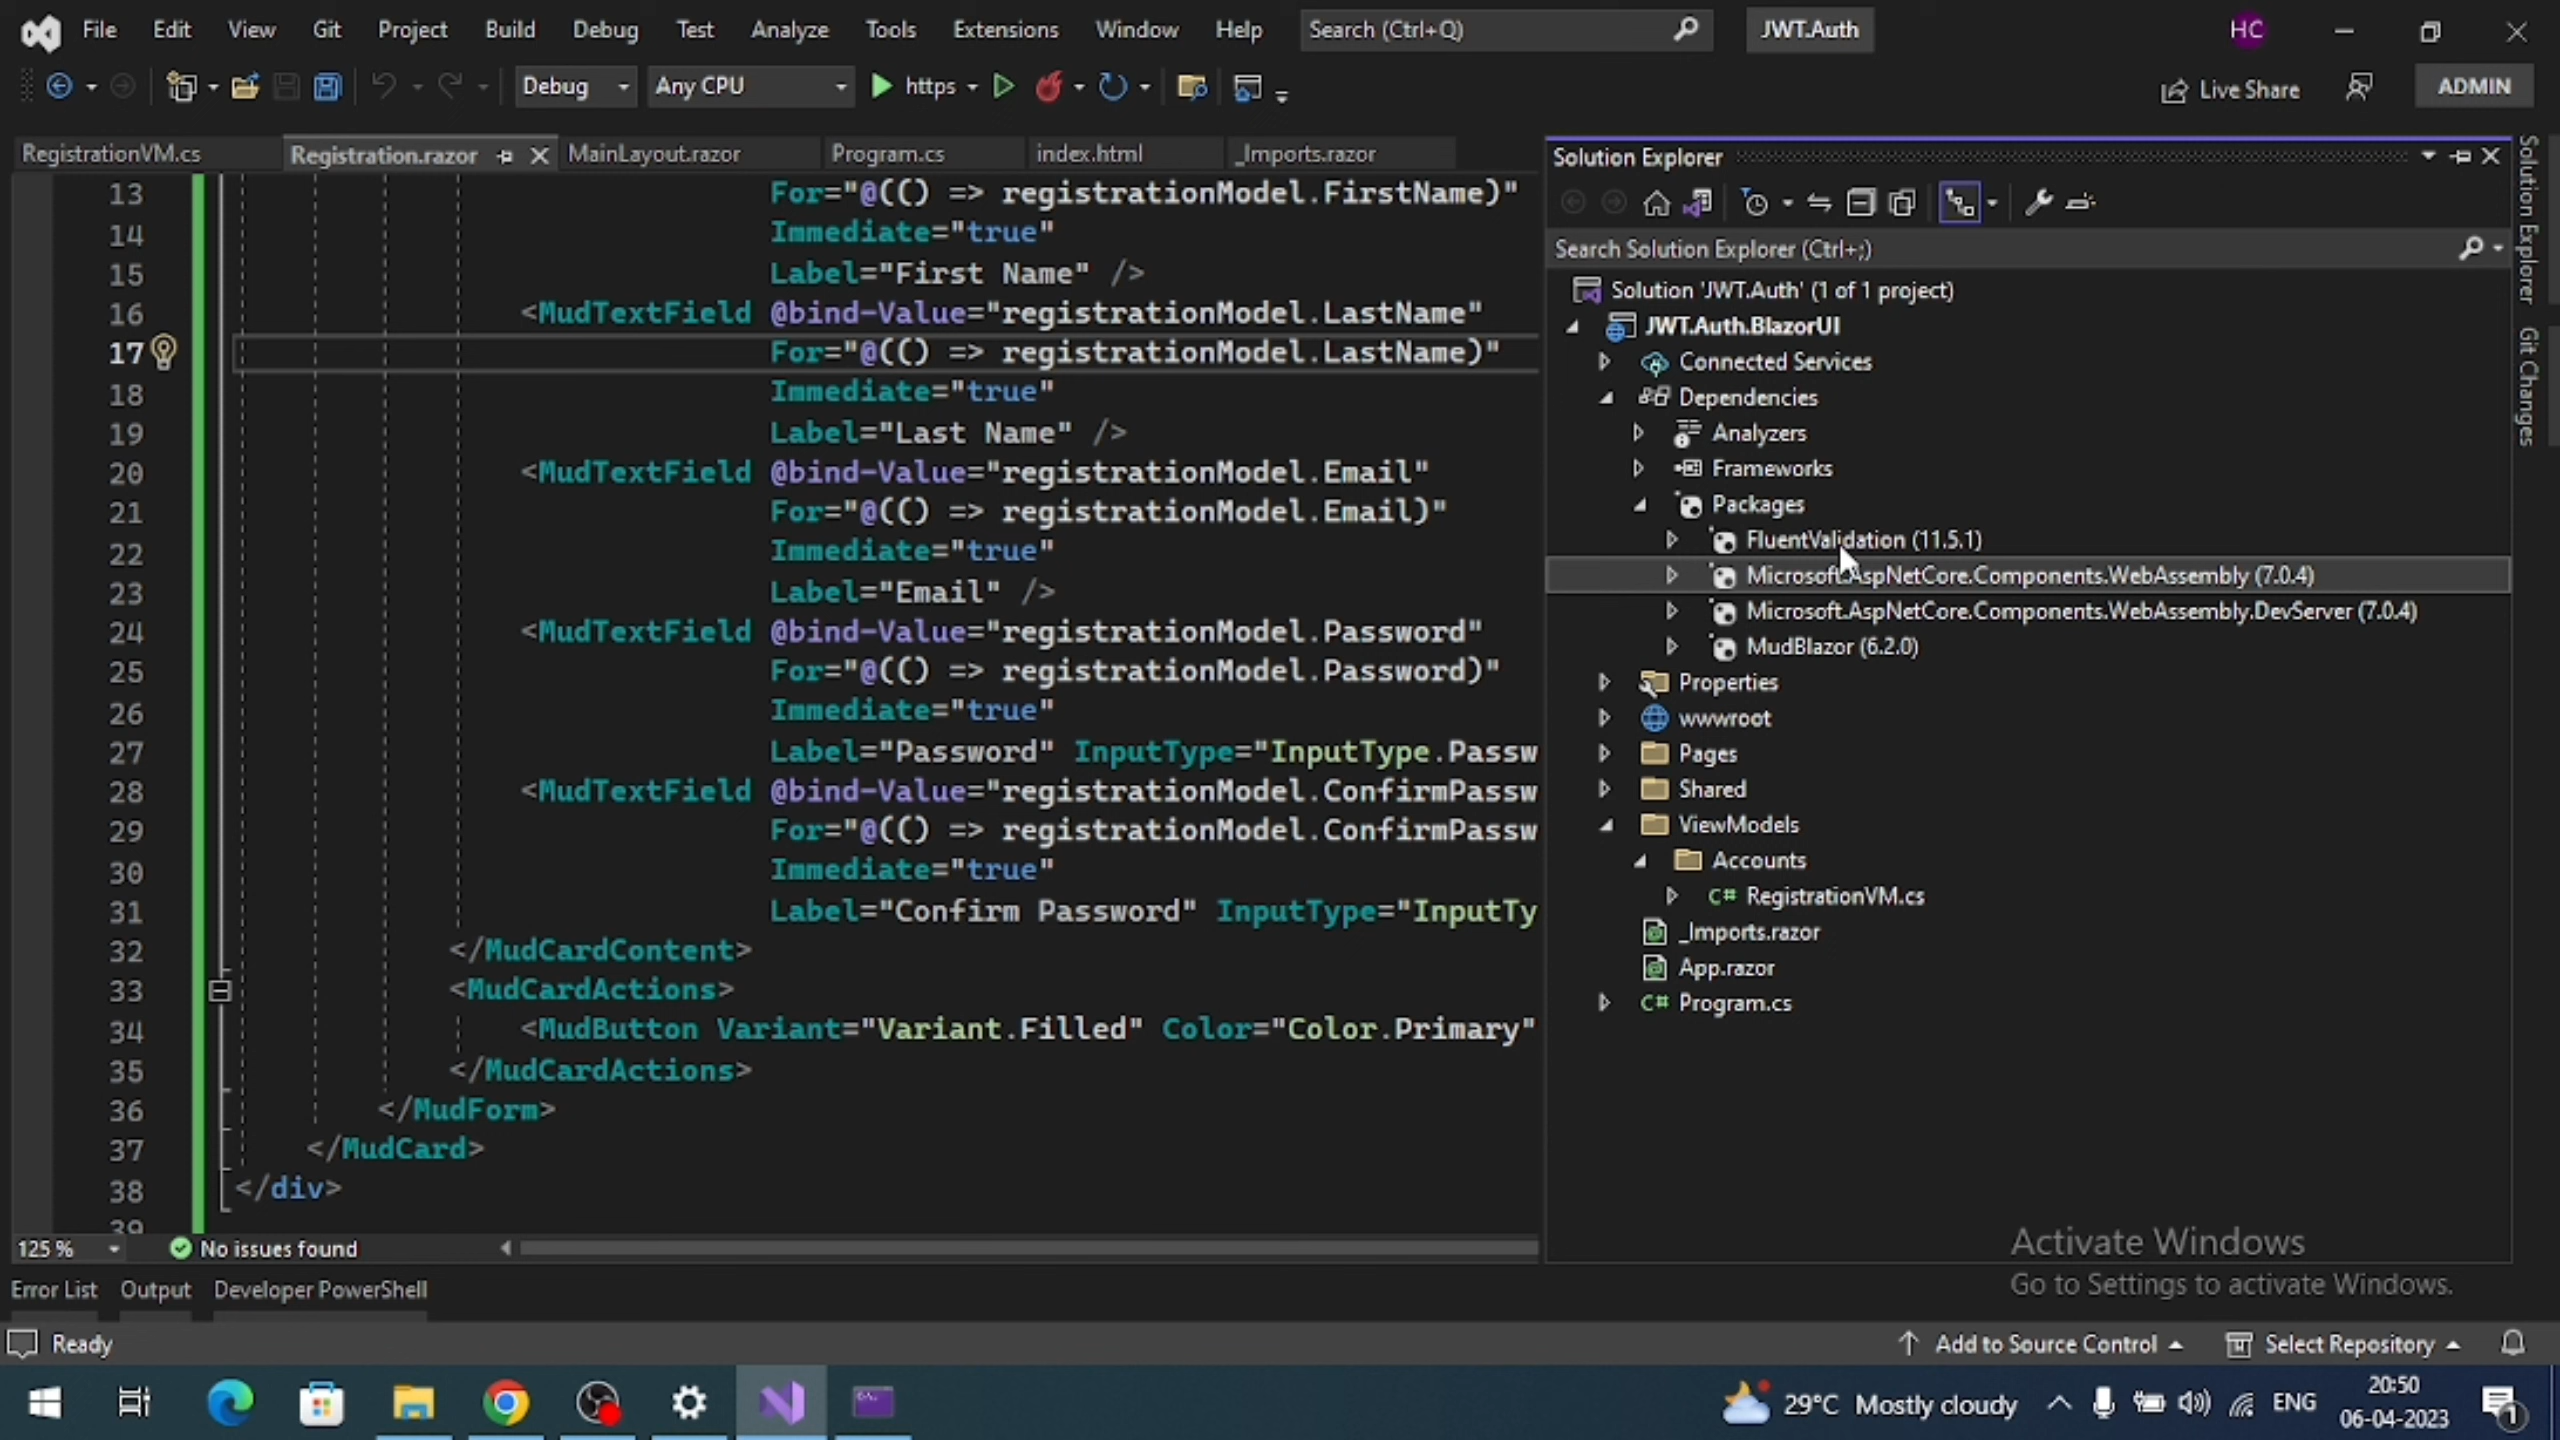 File Edit View Git Project Build Debug Test Analyze Tools Extensions Window Help Search (Ctrl+Q) JWT.Auth HC
Debug Any CPU https Live Share ADMIN
RegistrationVM.cs Registration.razor MainLayout.razor Program.cs index.html _Imports.razor
13 For="@(() => registrationModel.FirstName)"
14 Immediate="true"
15 Label="First Name" />
16 <MudTextField @bind-Value="registrationModel.LastName"
17 For="@(() => registrationModel.LastName)"
18 Immediate="true"
19 Label="Last Name" />
20 <MudTextField @bind-Value="registrationModel.Email"
21 For="@(() => registrationModel.Email)"
22 Immediate="true"
23 Label="Email" />
24 <MudTextField @bind-Value="registrationModel.Password"
25 For="@(() => registrationModel.Password)"
26 Immediate="true"
27 Label="Password" InputType="InputType.Passw
28 <MudTextField @bind-Value="registrationModel.ConfirmPassw
29 For="@(() => registrationModel.ConfirmPassw
30 Immediate="true"
31 Label="Confirm Password" InputType="InputTy
32 </MudCardContent>
33 <MudCardActions>
34 <MudButton Variant="Variant.Filled" Color="Color.Primary"
35 </MudCardActions>
36 </MudForm>
37 </MudCard>
38 </div>
39
125 % No issues found
Solution Explorer
Search Solution Explorer (Ctrl+;)
Solution 'JWT.Auth' (1 of 1 project)
JWT.Auth.BlazorUI
Connected Services
Dependencies
Analyzers
Frameworks
Packages
FluentValidation (11.5.1)
Microsoft.AspNetCore.Components.WebAssembly (7.0.4)
Microsoft.AspNetCore.Components.WebAssembly.DevServer (7.0.4)
MudBlazor (6.2.0)
Properties
wwwroot
Pages
Shared
ViewModels
Accounts
C# RegistrationVM.cs
_Imports.razor
App.razor
C# Program.cs
Solution Explorer
Git Changes
Activate Windows
Go to Settings to activate Windows.
Error List Output Developer PowerShell
Ready Add to Source Control Select Repository
29°C Mostly cloudy ENG 20:50
06-04-2023 1